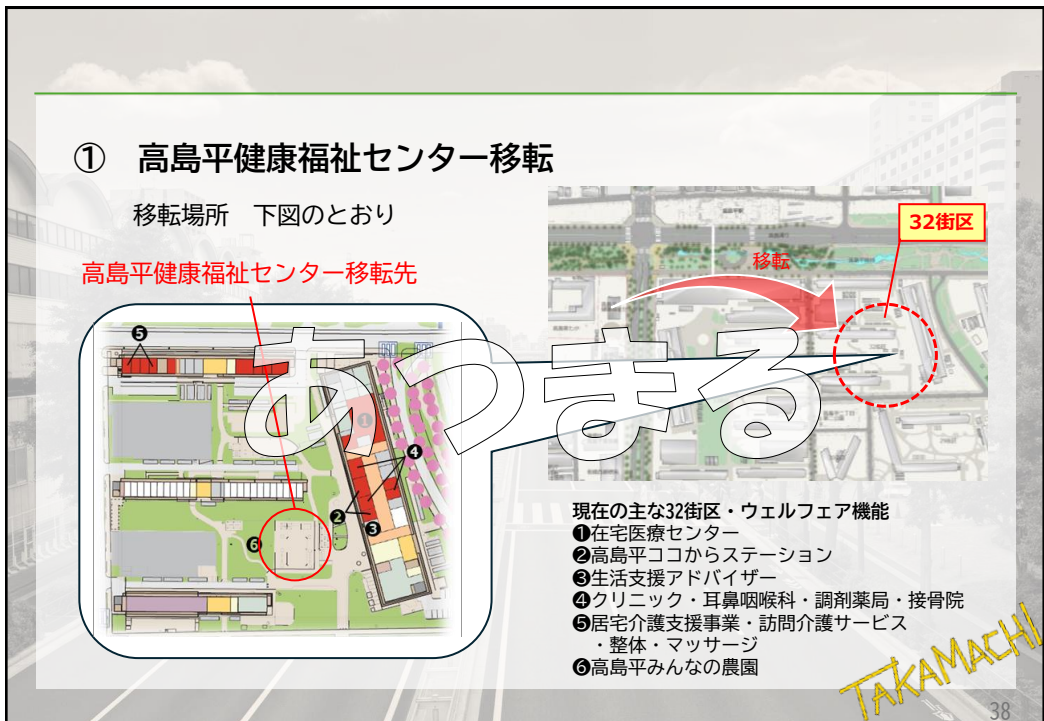 ① 高島平健康福祉センター移転
移転場所 下図のとおり
高島平健康福祉センター移転先
32街区
移転
あつまる
❺
❶
❹
❷
❸
❻
現在の主な32街区・ウェルフェア機能
❶在宅医療センター
❷高島平ココからステーション
❸生活支援アドバイザー
❹クリニック・耳鼻咽喉科・調剤薬局・接骨院
❺居宅介護支援事業・訪問介護サービス
・整体・マッサージ
❻高島平みんなの農園
TAKAMACHI
38